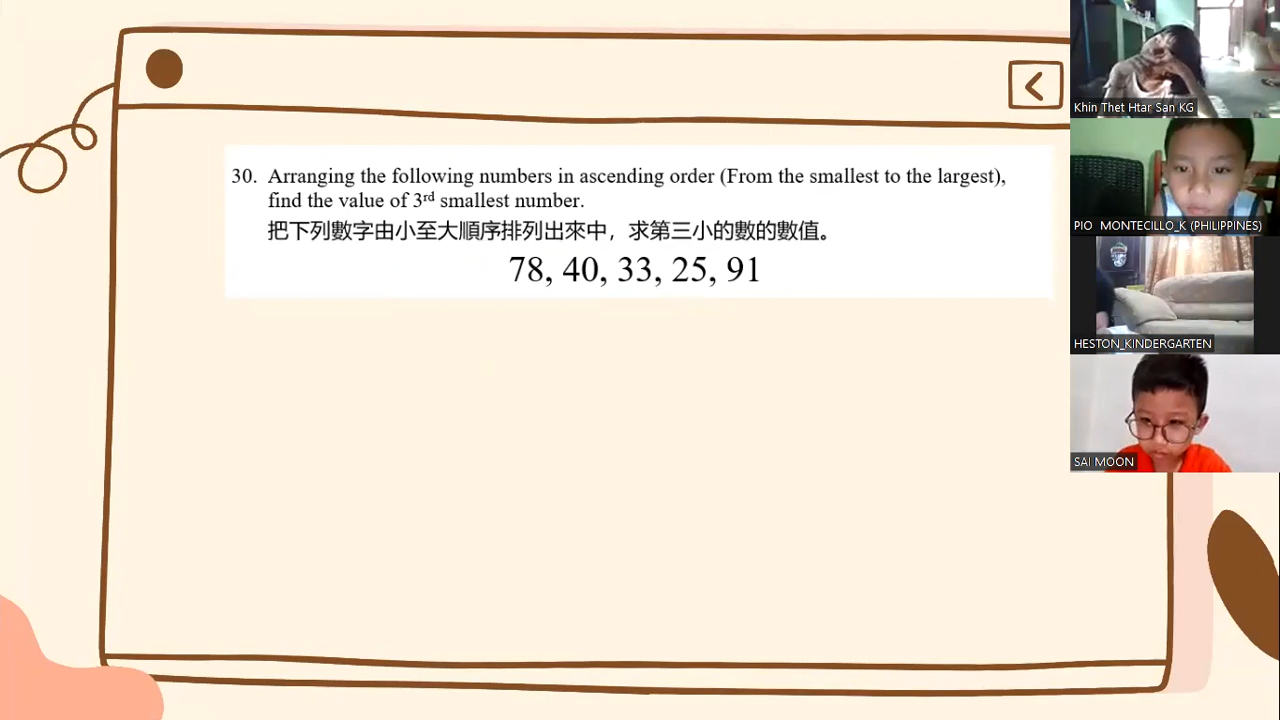 30. Arranging the following numbers in ascending order (From the smallest to the largest),
find the value of 3rd smallest number.
把下列數字由小至大順序排列出來中，求第三小的數的數值。
78, 40, 33, 25, 91
Khin Thet Htar San KG
PIO MONTECILLO_K (PHILIPPINES)
HESTON_KINDERGARTEN
SAI MOON